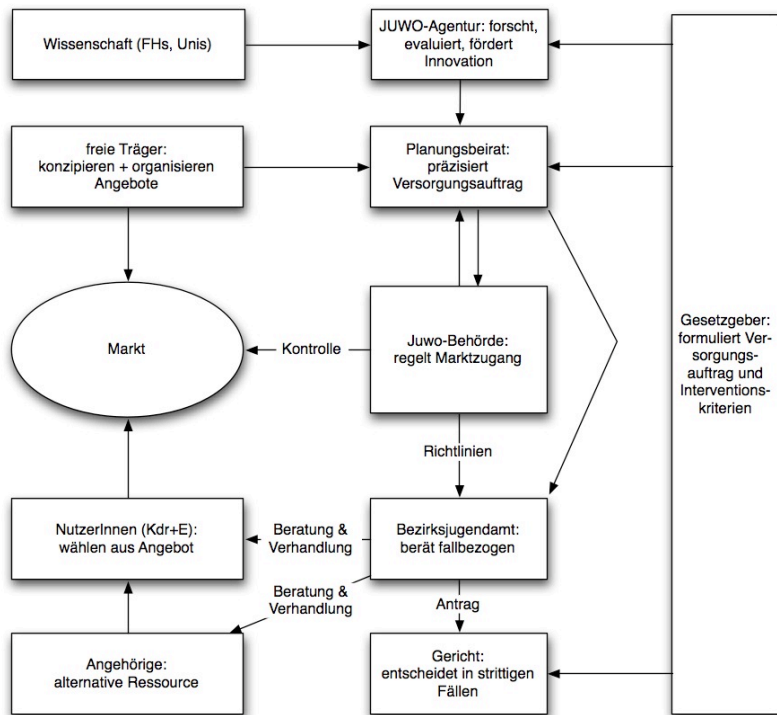 Wissenschaft (FHs, Unis)
JUWO-Agentur: forscht,
evaluiert, fördert
Innovation
freie Träger:
konzipieren + organisieren
Angebote
Planungsbeirat:
präzisiert
Versorgungsauftrag
Markt
Kontrolle
Juwo-Behörde:
regelt Marktzugang
Gesetzgeber:
formuliert Ver-
sorgungs-
auftrag und
Interventions-
kriterien
Richtlinien
NutzerInnen (Kdr+E):
wählen aus Angebot
Beratung &
Verhandlung
Bezirksjugendamt:
berät fallbezogen
Beratung &
Verhandlung
Antrag
Angehörige:
alternative Ressource
Gericht:
entscheidet in strittigen
Fällen